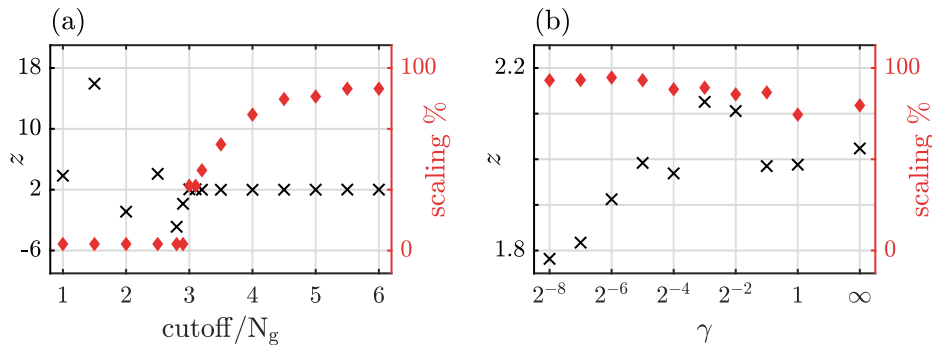 (a)
18
10
2
-6
z
100
0
scaling %
1 2 3 4 5 6
cutoff/N_g
(b)
2.2
2
1.8
z
100
0
scaling %
2^{-8} 2^{-6} 2^{-4} 2^{-2} 1 ∞
γ